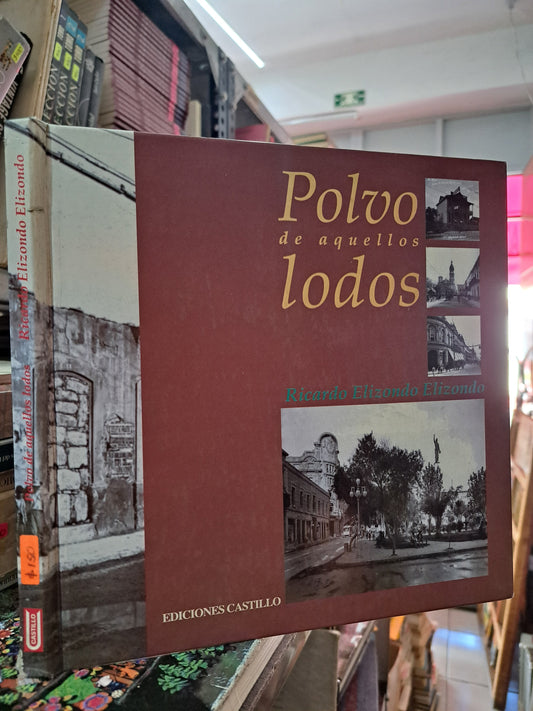 Polvo
de aquellos
lodos
Ricardo Elizondo Elizondo
EDICIONES CASTILLO
Polvo de aquellos lodos Ricardo Elizondo Elizondo
$150
CASTILLO